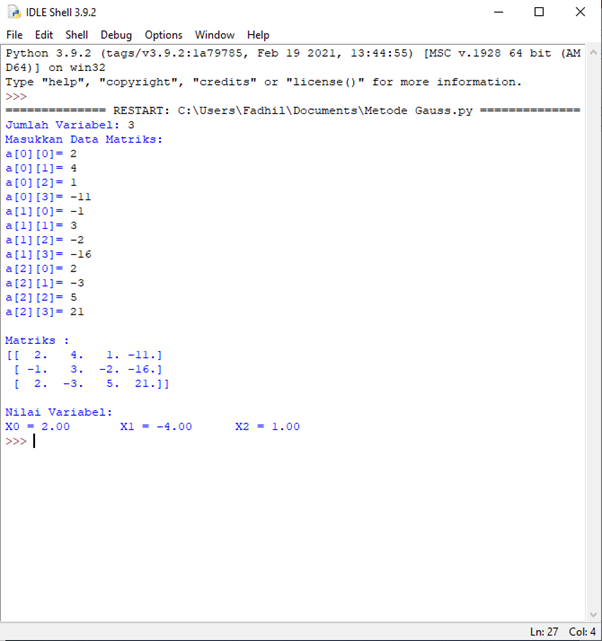 IDLE Shell 3.9.2
File Edit Shell Debug Options Window Help
Python 3.9.2 (tags/v3.9.2:1a79785, Feb 19 2021, 13:44:55) [MSC v.1928 64 bit (AM
D64)] on win32
Type "help", "copyright", "credits" or "license()" for more information.
>>>
============== RESTART: C:\Users\Fadhil\Documents\Metode Gauss.py ==============
Jumlah Variabel: 3
Masukkan Data Matriks:
a[0][0]= 2
a[0][1]= 4
a[0][2]= 1
a[0][3]= -11
a[1][0]= -1
a[1][1]= 3
a[1][2]= -2
a[1][3]= -16
a[2][0]= 2
a[2][1]= -3
a[2][2]= 5
a[2][3]= 21
Matriks :
[[  2.   4.   1. -11.]
 [ -1.   3.  -2. -16.]
 [  2.  -3.   5.  21.]]
Nilai Variabel:
X0 = 2.00       X1 = -4.00      X2 = 1.00
>>>
Ln: 27 Col: 4